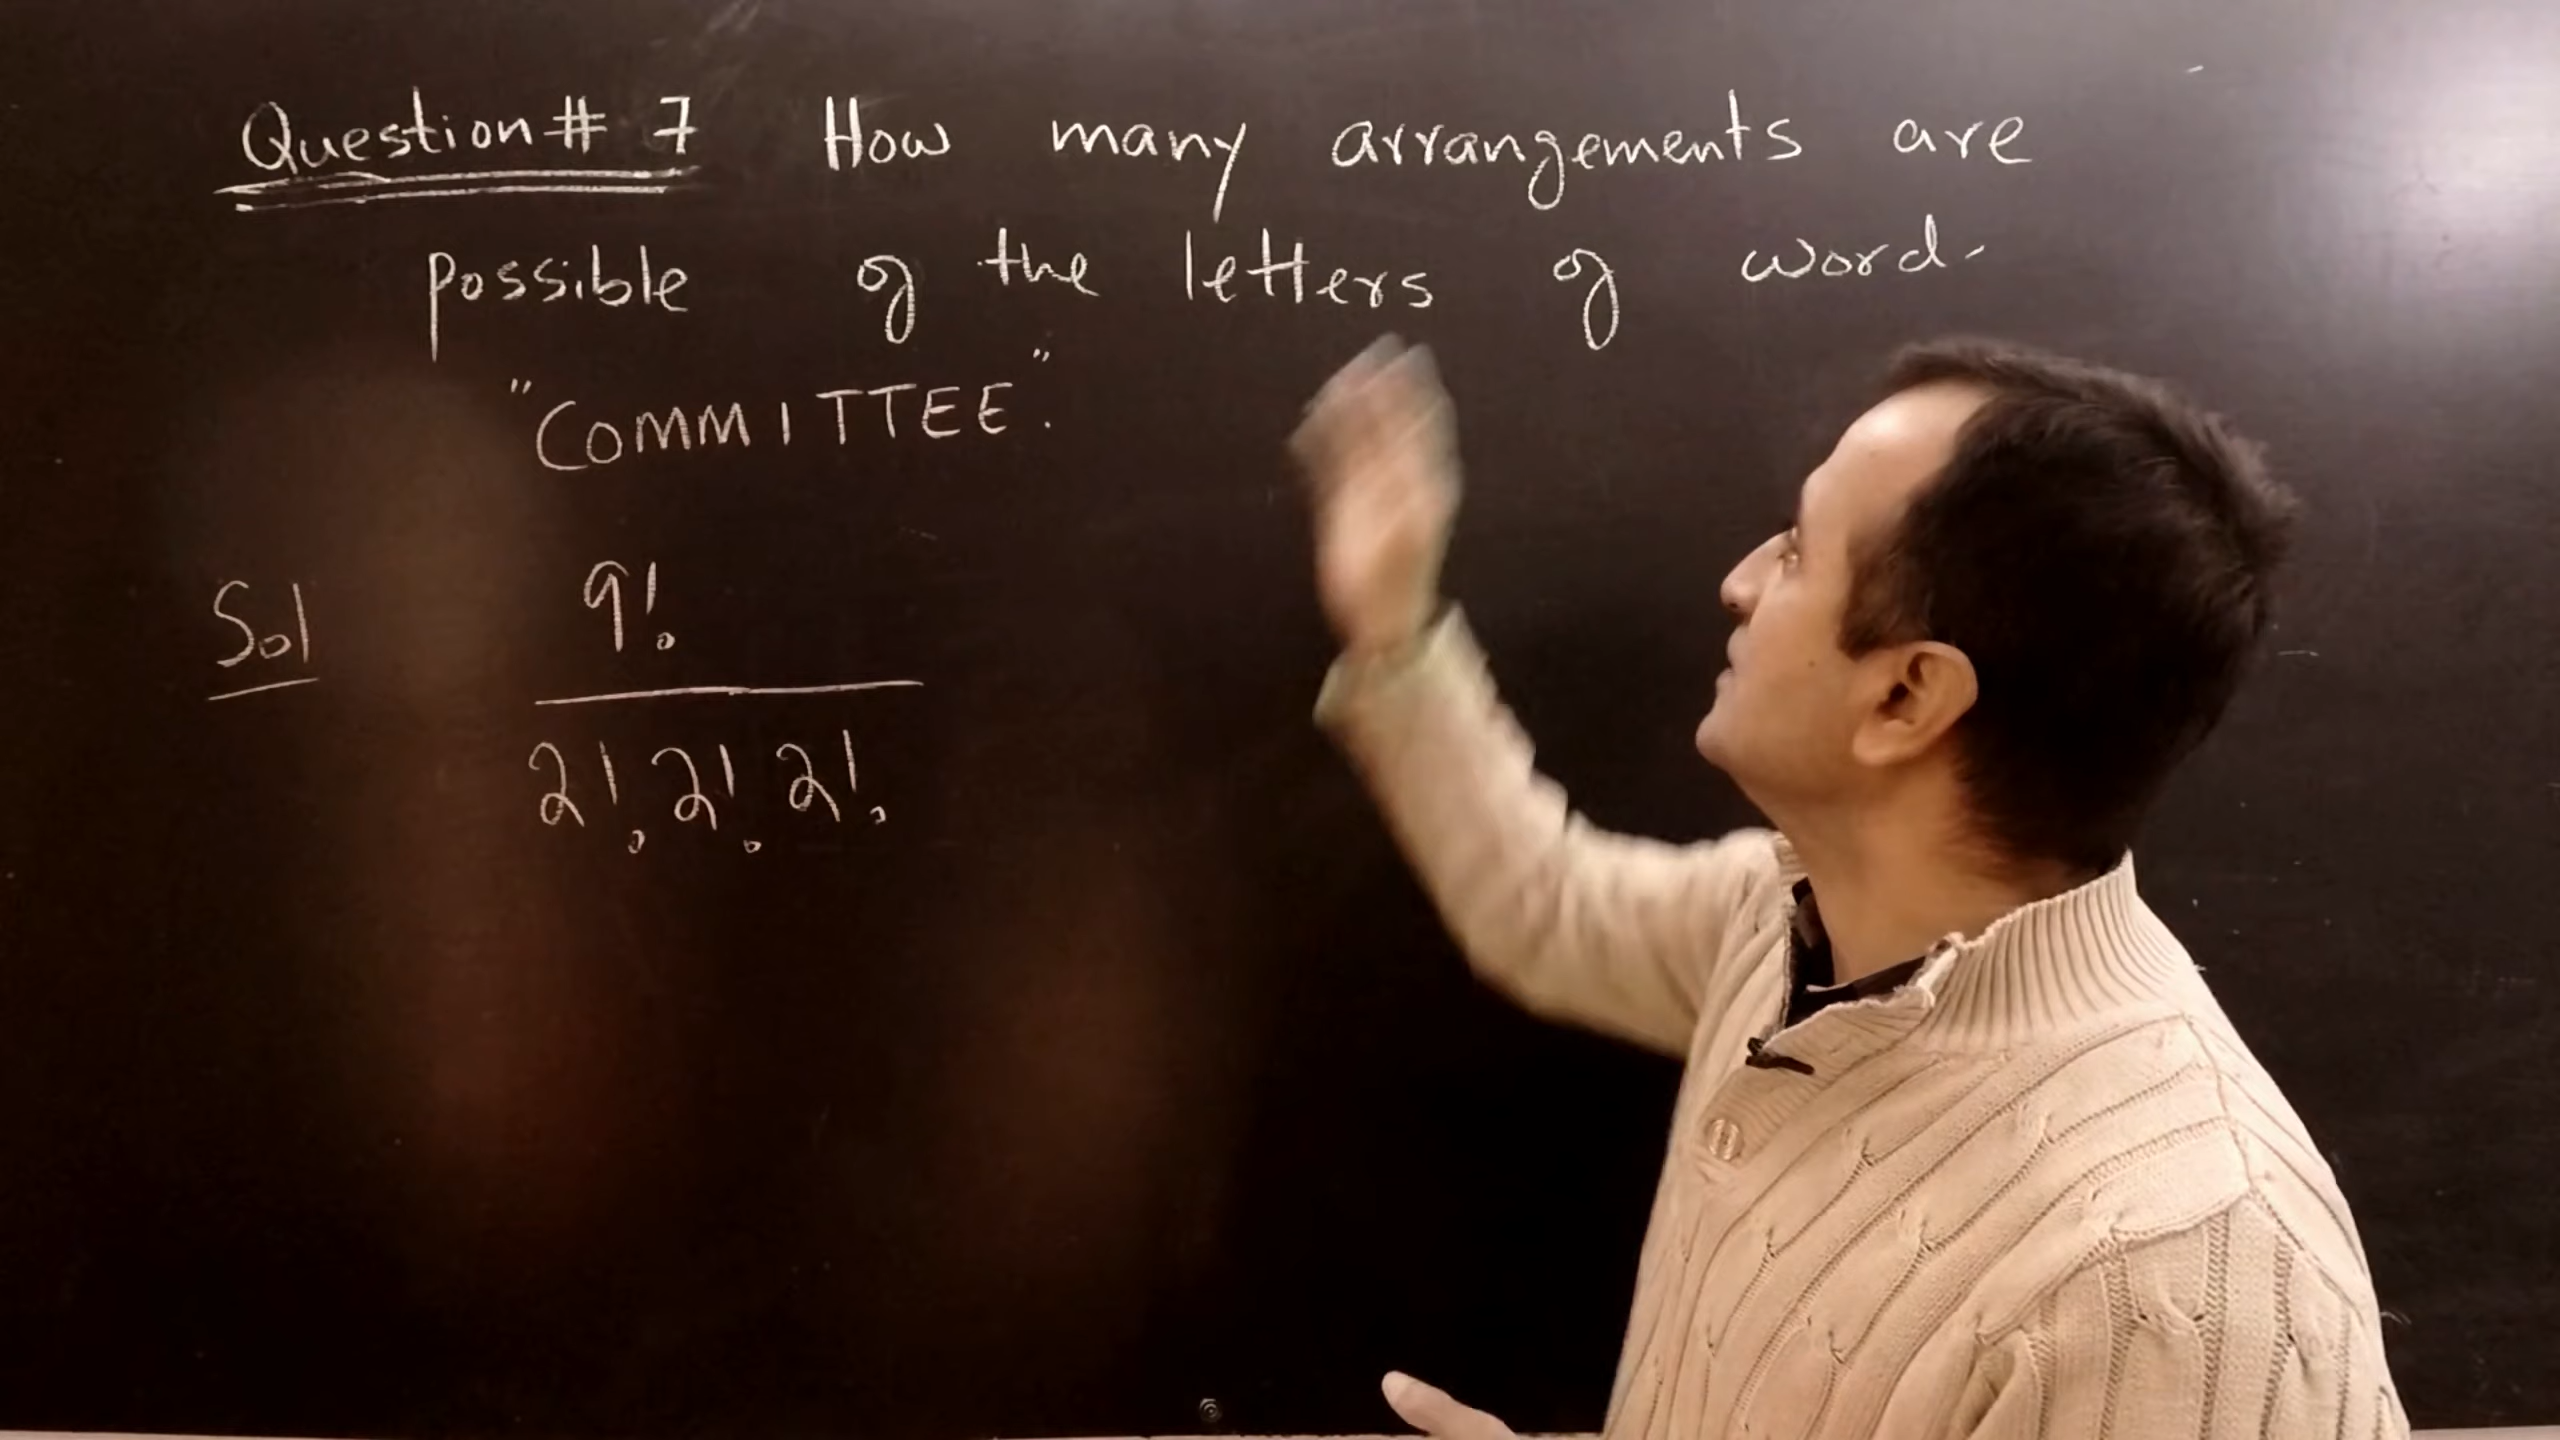 Question # 7 How many arrangements are
possible of the letters of word.
"COMMITTEE".
Sol
9!
2! 2! 2!